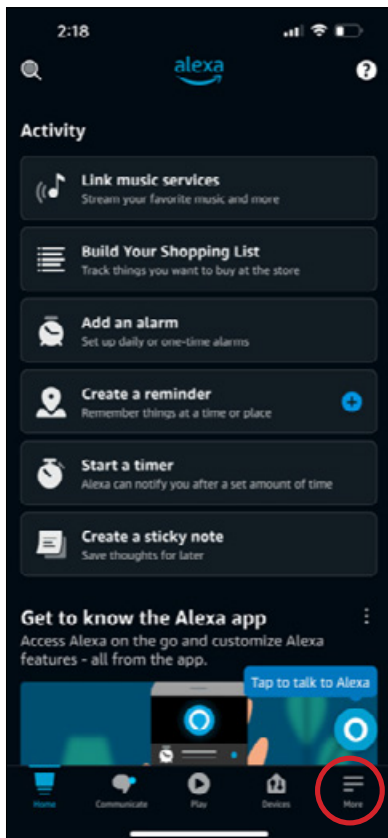 2:18
alexa
?
Activity
Link music services
Stream your favorite music and more
Build Your Shopping List
Track things you want to buy at the store
Add an alarm
Set up daily or one-time alarms
Create a reminder
Remember things at a time or place
Start a timer
Alexa can notify you after a set amount of time
Create a sticky note
Save thoughts for later
Get to know the Alexa app
Access Alexa on the go and customize Alexa
features - all from the app.
Tap to talk to Alexa
Home
Communicate
Play
Devices
More